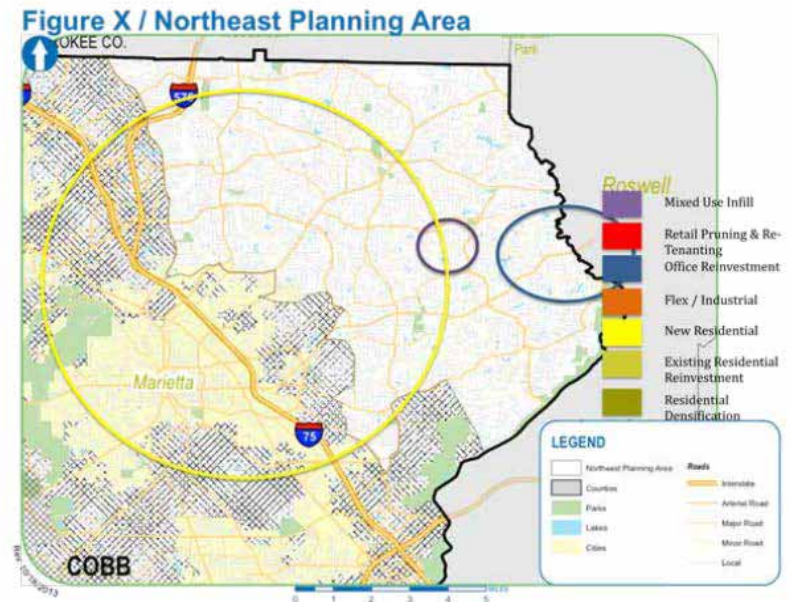 Figure X / Northeast Planning Area
OKEE CO.
Park
575
Roswell
Mixed Use Infill
Retail Pruning & Re-
Tenanting
Office Reinvestment
Flex / Industrial
New Residential
Existing Residential
Reinvestment
Residential
Densification
Marietta
75
LEGEND
Northeast Planning Area
Counties
Parks
Lakes
Cities
Roads
Interstate
Arterial Road
Major Road
Minor Road
Local
COBB
0 1 2 3 4 5
MILES